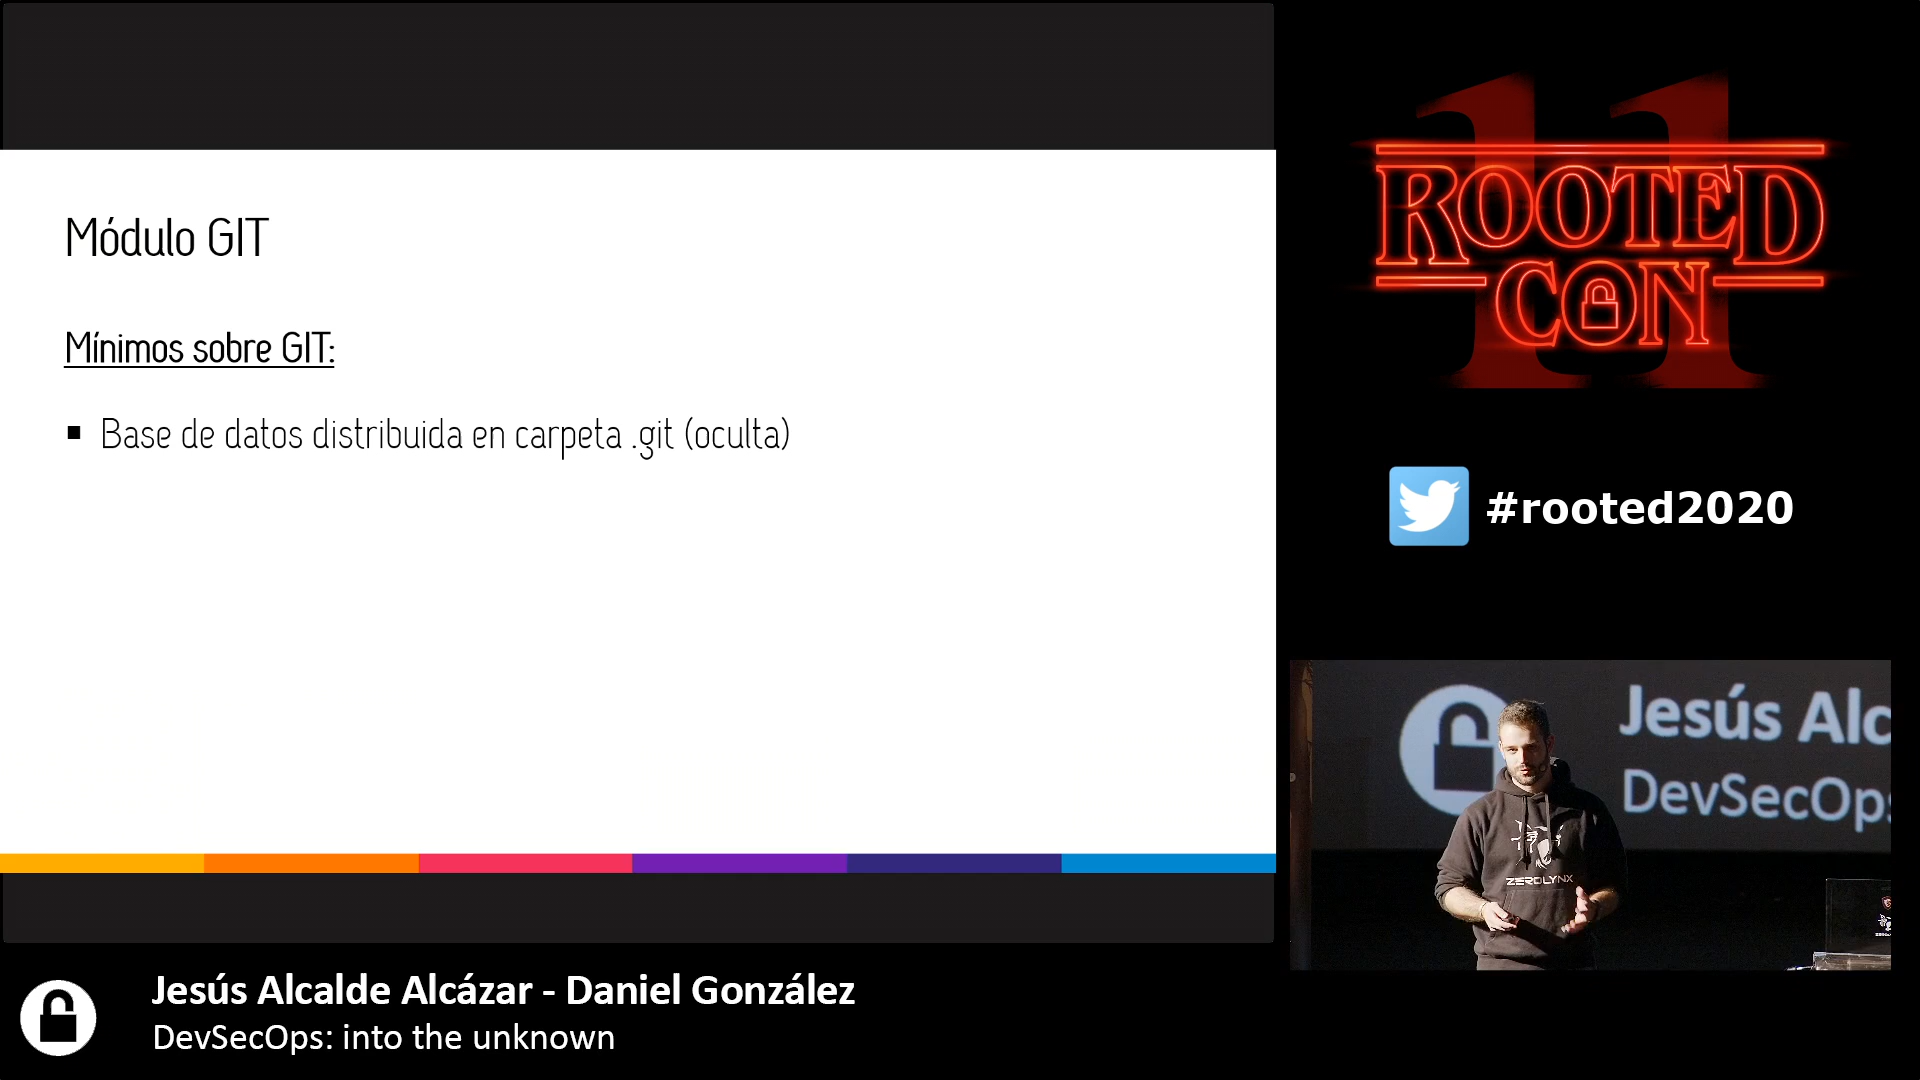 Módulo GIT
Mínimos sobre GIT:
Base de datos distribuida en carpeta .git (oculta)
11
ROOTED
CON
#rooted2020
Jesús Alc
DevSecOps:
ZEROLYNX
Jesús Alcalde Alcázar - Daniel González
DevSecOps: into the unknown